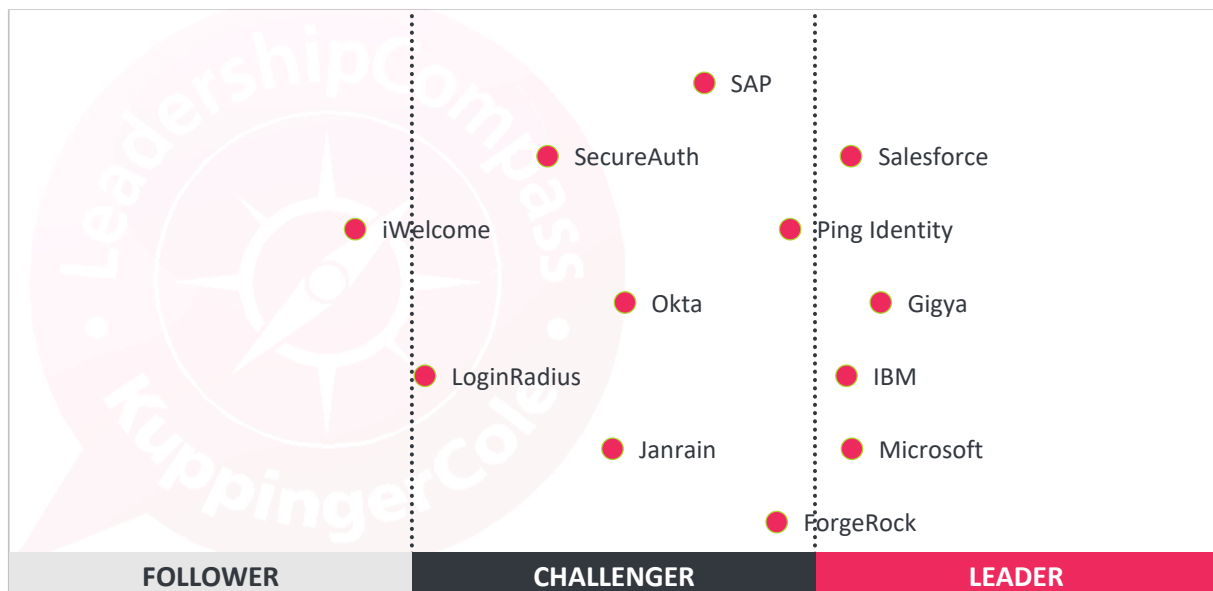 LeadershipCompass
KuppingerCole
SAP
SecureAuth
Salesforce
iWelcome
Ping Identity
Okta
Gigya
LoginRadius
IBM
Janrain
Microsoft
ForgeRock
FOLLOWER
CHALLENGER
LEADER